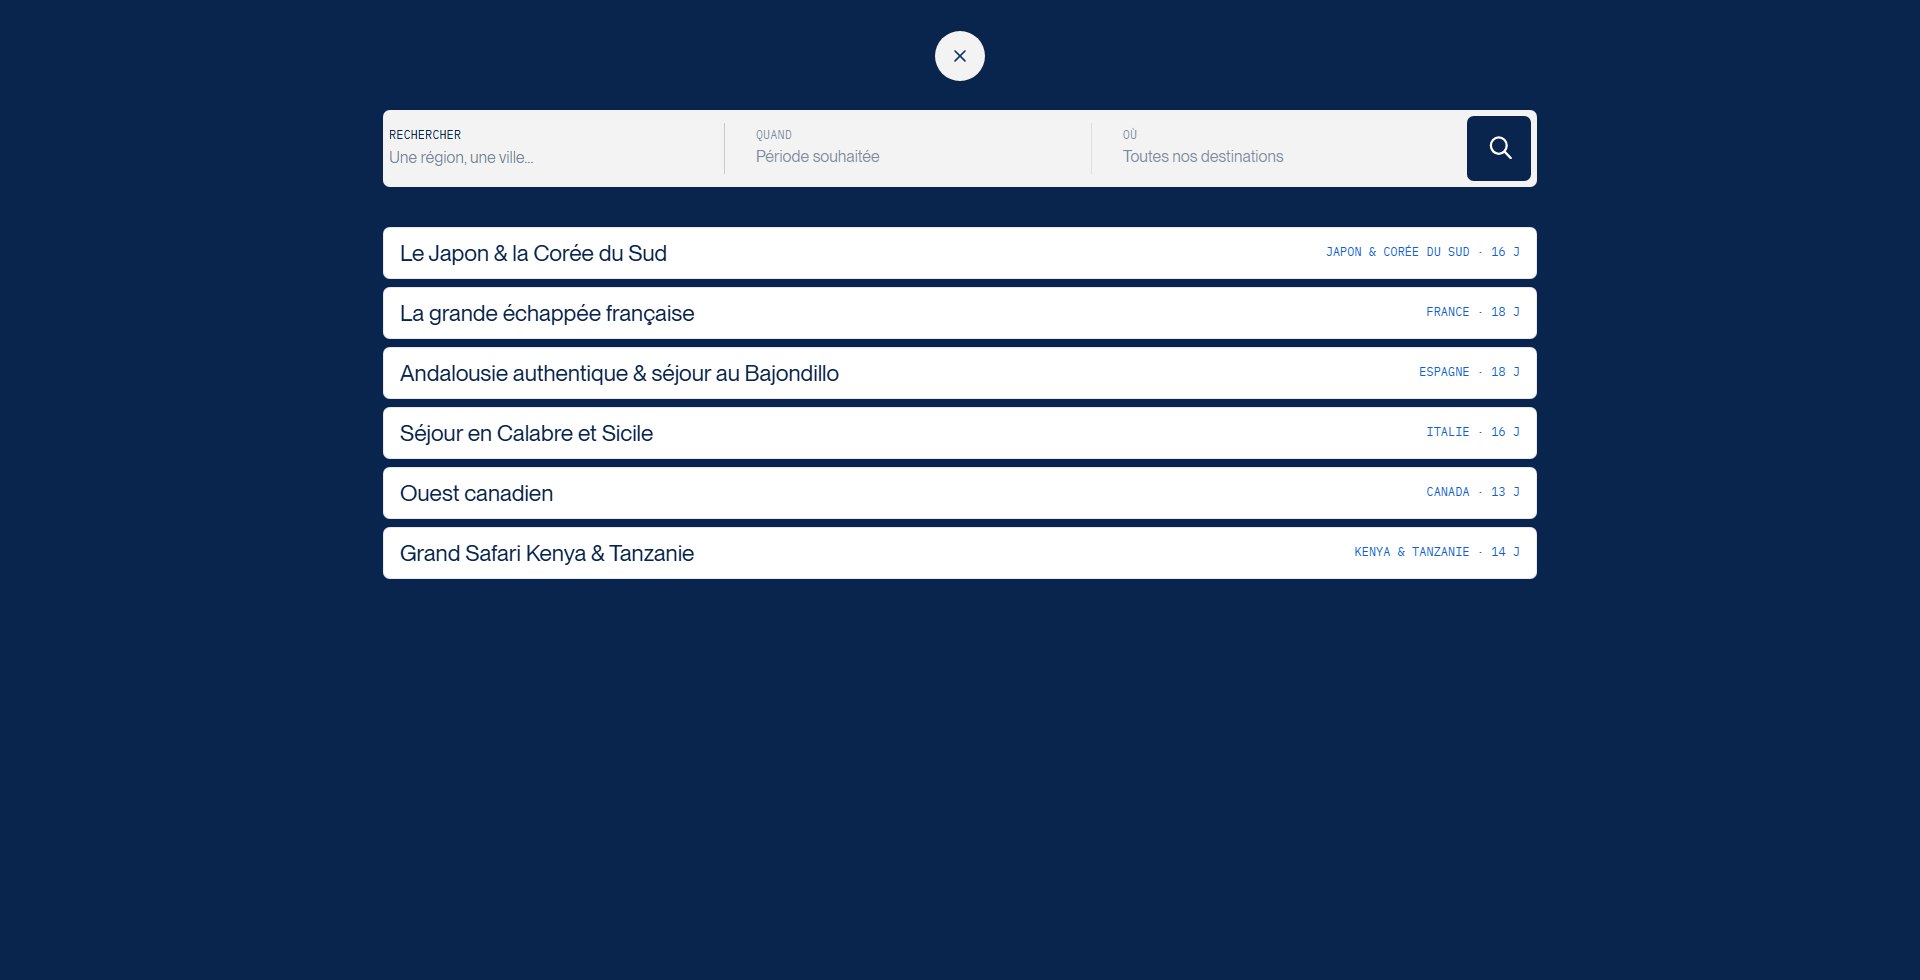 RECHERCHER
Une région, une ville...
QUAND
Période souhaitée
OÙ
Toutes nos destinations
Le Japon & la Corée du Sud
JAPON & CORÉE DU SUD - 16 J
La grande échappée française
FRANCE - 18 J
Andalousie authentique & séjour au Bajondillo
ESPAGNE - 18 J
Séjour en Calabre et Sicile
ITALIE - 16 J
Ouest canadien
CANADA - 13 J
Grand Safari Kenya & Tanzanie
KENYA & TANZANIE - 14 J